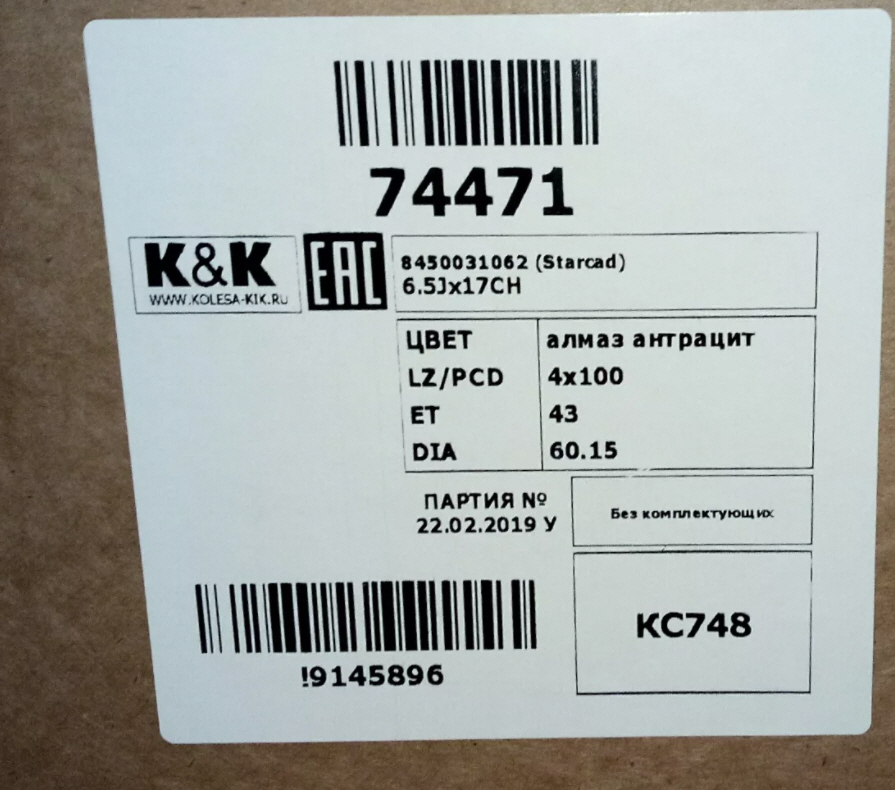 74471
K&K
WWW.KOLESA-KIK.RU
EAC
8450031062 (Starcad)
6.5Jx17CH
ЦВЕТ алмаз антрацит
LZ/PCD 4x100
ET 43
DIA 60.15
ПАРТИЯ №
22.02.2019 У
Без комплектующих
КС748
!9145896